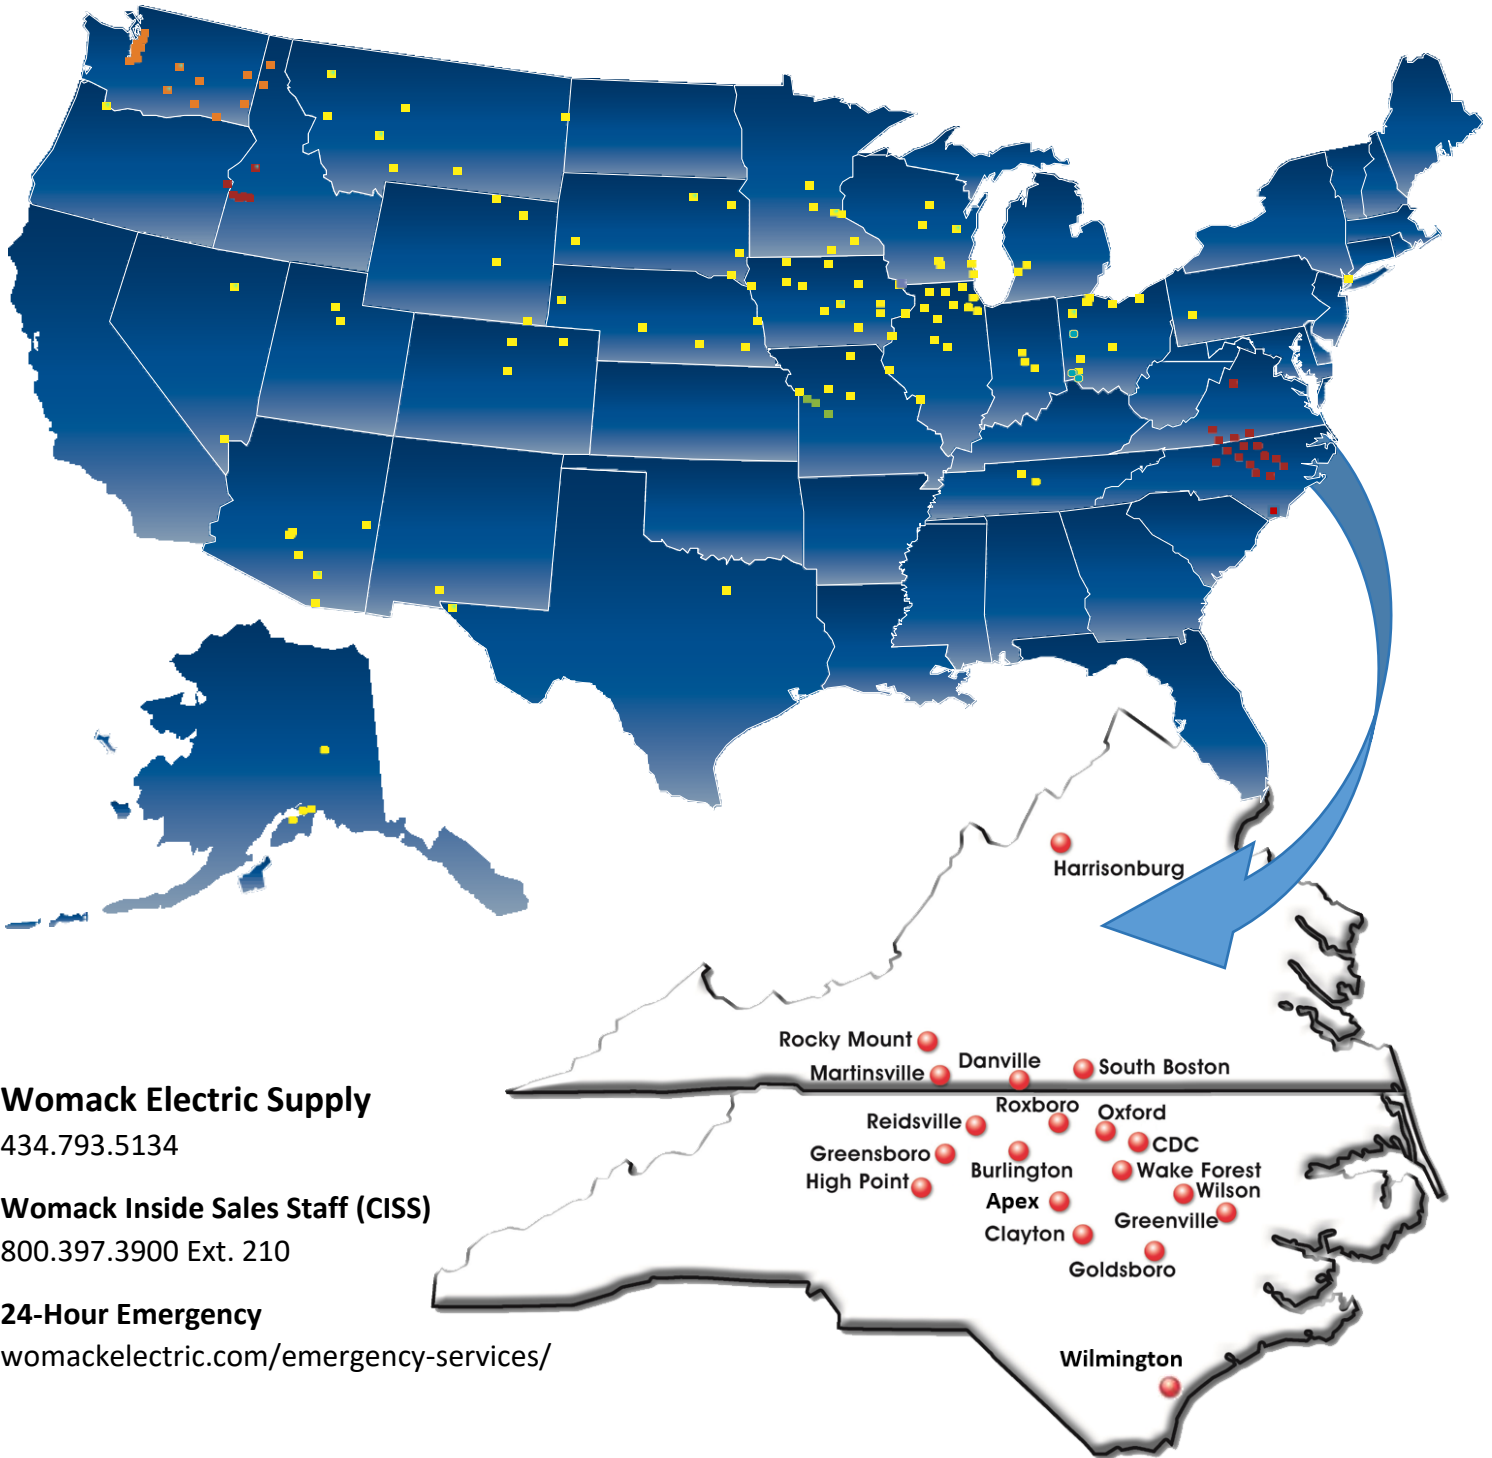 Harrisonburg
Rocky Mount
Danville
South Boston
Martinsville
Roxboro
Oxford
Reidsville
CDC
Greensboro
Burlington
Wake Forest
High Point
Wilson
Apex
Greenville
Clayton
Goldsboro
Wilmington
Womack Electric Supply
434.793.5134
Womack Inside Sales Staff (CISS)
800.397.3900 Ext. 210
24-Hour Emergency
womackelectric.com/emergency-services/